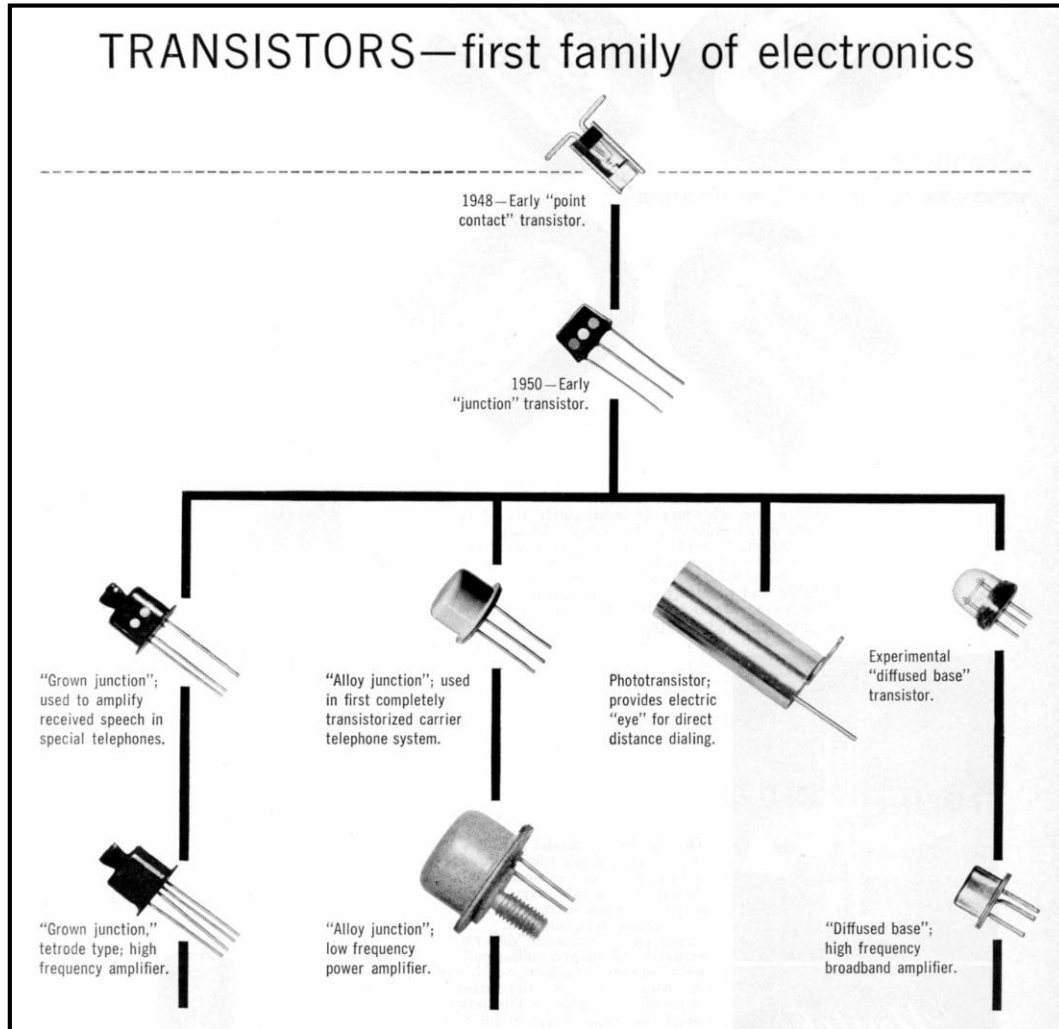 TRANSISTORS—first family of electronics
1948—Early “point
contact” transistor.
1950—Early
“junction” transistor.
“Grown junction”;
used to amplify
received speech in
special telephones.
“Alloy junction”; used
in first completely
transistorized carrier
telephone system.
Phototransistor;
provides electric
“eye” for direct
distance dialing.
Experimental
“diffused base”
transistor.
“Grown junction,”
tetrode type; high
frequency amplifier.
“Alloy junction”;
low frequency
power amplifier.
“Diffused base”;
high frequency
broadband amplifier.